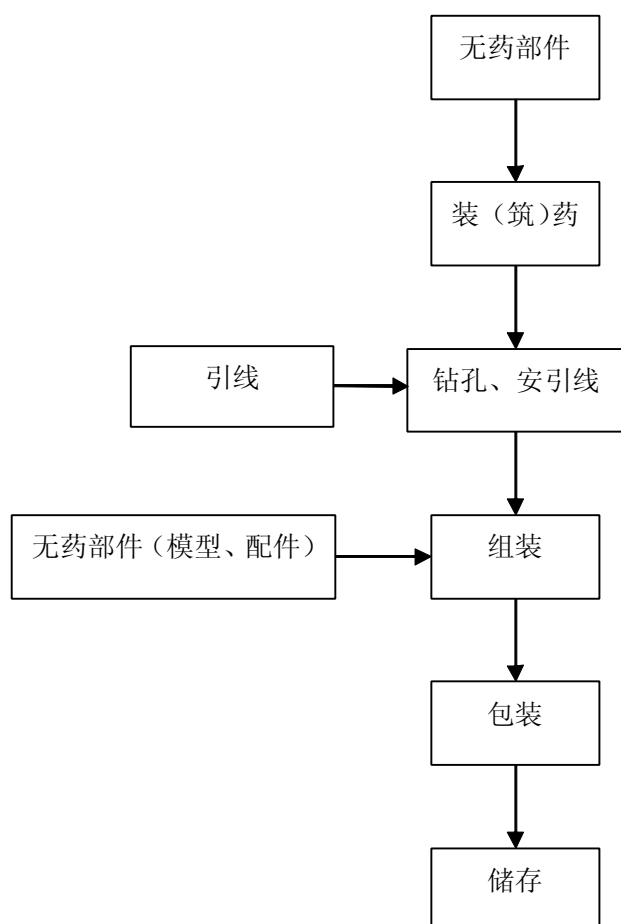 无药部件
装（筑）药
引线
钻孔、安引线
无药部件（模型、配件）
组装
包装
储存